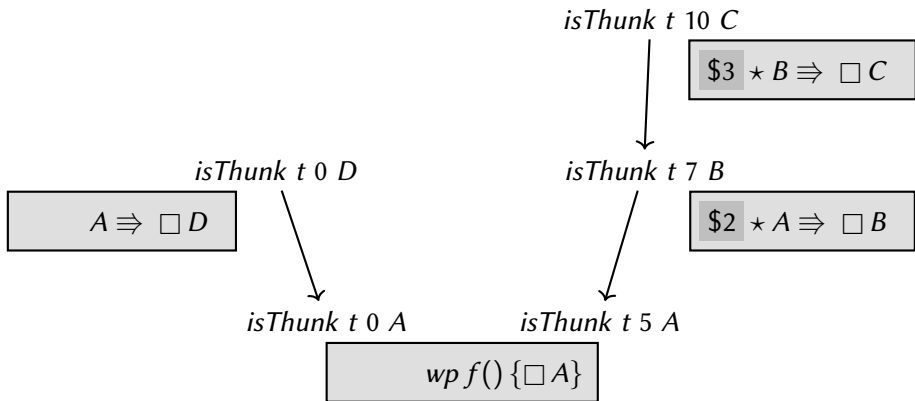 isThunk t 10 C
$3 ⋆ B ⇛ □ C
isThunk t 0 D
isThunk t 7 B
A ⇛ □ D
$2 ⋆ A ⇛ □ B
isThunk t 0 A
isThunk t 5 A
wp f() {□ A}